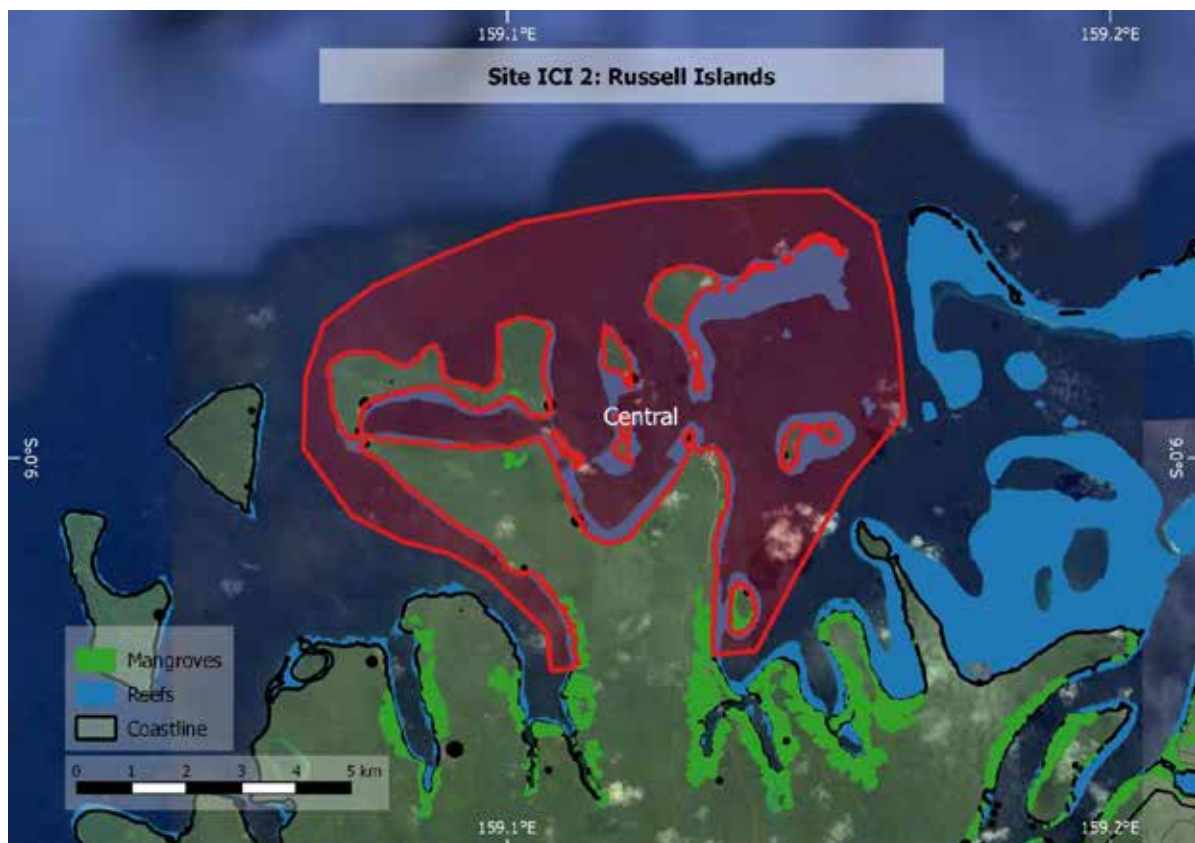 159.1°E
159.2°E
Site ICI 2: Russell Islands
Central
9.0°S
9.0°S
Mangroves
Reefs
Coastline
0 1 2 3 4 5 km
159.1°E
159.2°E